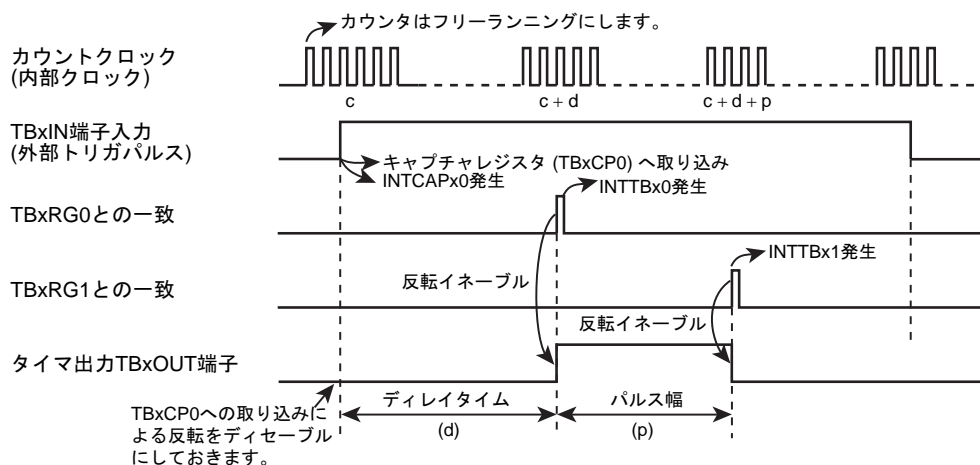 カウンタはフリーランニングにします。
カウントクロック
(内部クロック)
c
c + d
c + d + p
TBxIN端子入力
(外部トリガパルス)
キャプチャレジスタ (TBxCP0) へ取り込み
INTCAPx0発生
INTTBx0発生
TBxRG0との一致
INTTBx1発生
反転イネーブル
TBxRG1との一致
反転イネーブル
タイマ出力TBxOUT端子
TBxCP0への取り込みに
よる反転をディセーブル
にしておきます。
ディレイタイム
(d)
パルス幅
(p)